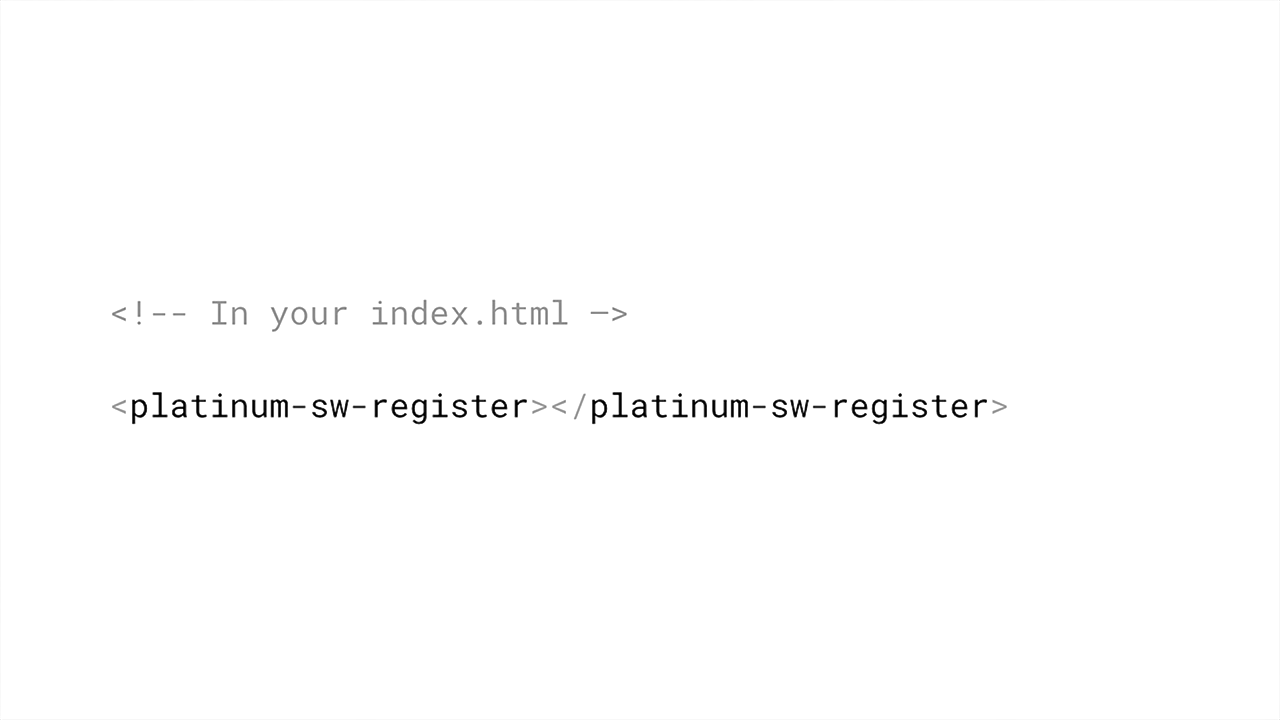 <!-- In your index.html —>
<platinum-sw-register></platinum-sw-register>